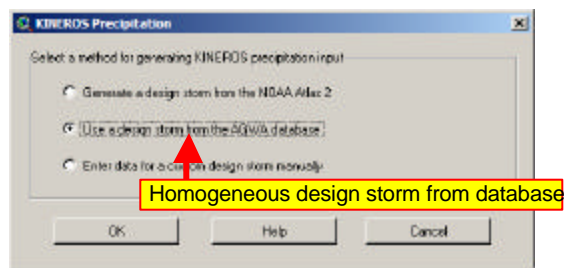 KINEROS Precipitation
Select a method for generating KINEROS precipitation input
Generate a design storm from the NOAA Atlas 2
Use a design storm from the AGWA database
Enter data for a custom design storm manually
Homogeneous design storm from database
OK
Help
Cancel